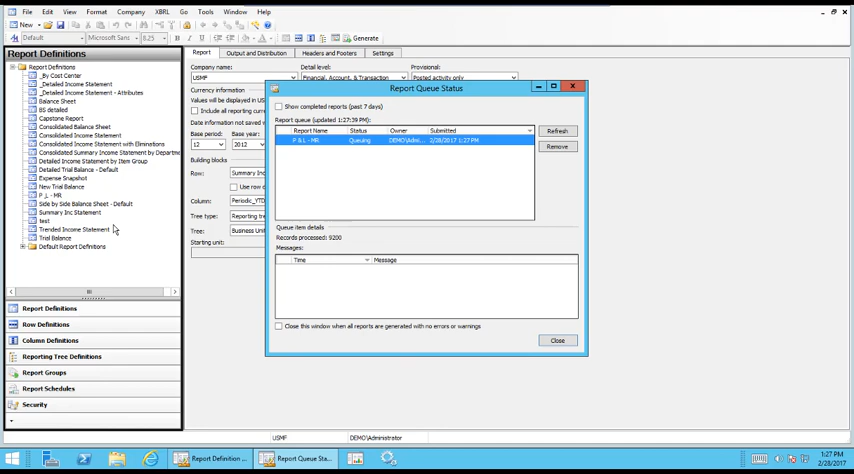 File Edit View Format Company XBRL Go Tools Window Help
New
Default Microsoft Sans 8.25 B I U Generate
Report Definitions
Report Definitions
_By Cost Center
_Detailed Income Statement
_Detailed Income Statement - Attributes
Balance Sheet
BS detailed
Capstone Report
Consolidated Balance Sheet
Consolidated Income Statement
Consolidated Income Statement with Eliminations
Consolidated Summary Income Statement by Departme
Detailed Income Statement by Item Group
Detailed Trial Balance - Default
Expense Snapshot
New Trial Balance
P _L - MR
Side by Side Balance Sheet - Default
Summary Inc Statement
test
Trended Income Statement
Trial Balance
Default Report Definitions
Report Definitions
Row Definitions
Column Definitions
Reporting Tree Definitions
Report Groups
Report Schedules
Security
Report Output and Distribution Headers and Footers Settings
Company name: Detail level: Provisional:
USMF Financial, Account, & Transaction Posted activity only
Currency information
Values will be displayed in US
Include all reporting curre
Date information not saved w
Base period: Base year:
12 2012
Building blocks
Row: Summary Inc
Use row d
Column: Periodic_YTD
Tree type: Reporting tre
Tree: Business Uni
Starting unit:
Report Queue Status
Show completed reports (past 7 days)
Report queue (updated 1:27:39 PM):
Report Name Status Owner Submitted
P & L - MR Queuing DEMO\Admi... 2/28/2017 1:27 PM
Refresh
Remove
Queue item details
Records processed: 9200
Messages:
Time Message
Close this window when all reports are generated with no errors or warnings
Close
USMF DEMO\Administrator
Report Definition ... Report Queue Sta...
1:27 PM
2/28/2017